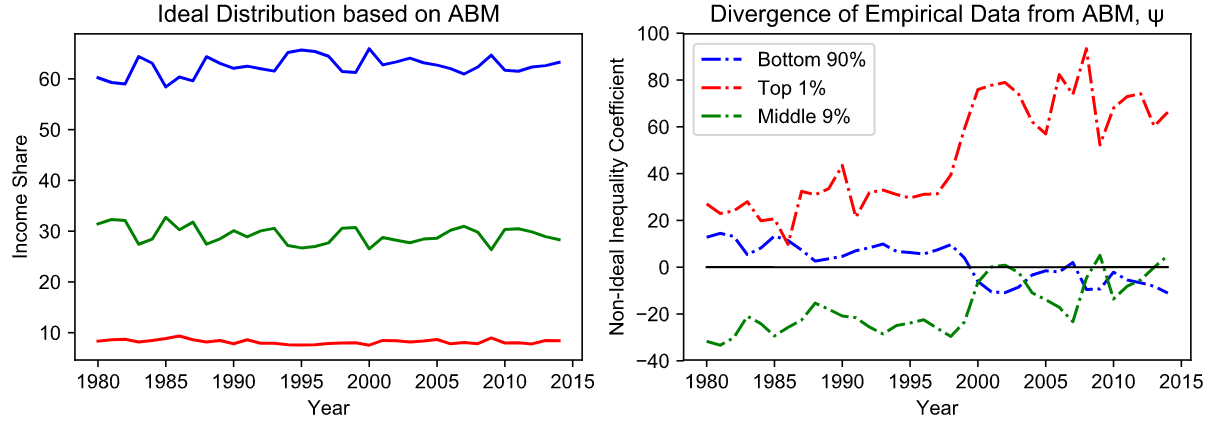 Ideal Distribution based on ABM
Income Share
60
50
40
30
20
10
1980 1985 1990 1995 2000 2005 2010 2015
Year
Divergence of Empirical Data from ABM, ψ
Non-Ideal Inequality Coefficient
100
80
60
40
20
0
−20
−40
Bottom 90%
Top 1%
Middle 9%
1980 1985 1990 1995 2000 2005 2010 2015
Year